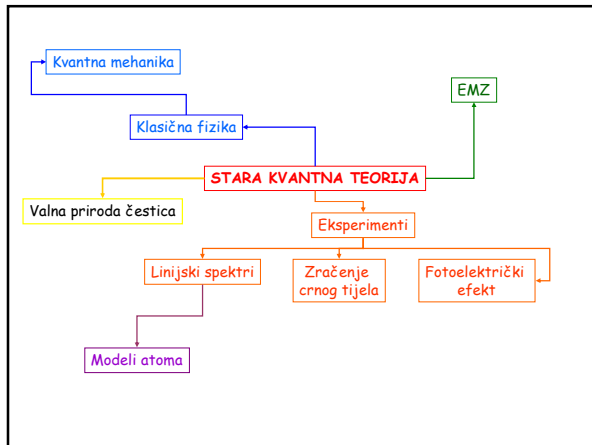 Kvantna mehanika
EMZ
Klasična fizika
STARA KVANTNA TEORIJA
Valna priroda čestica
Eksperimenti
Linijski spektri
Zračenje
crnog tijela
Fotoelektrički
efekt
Modeli atoma